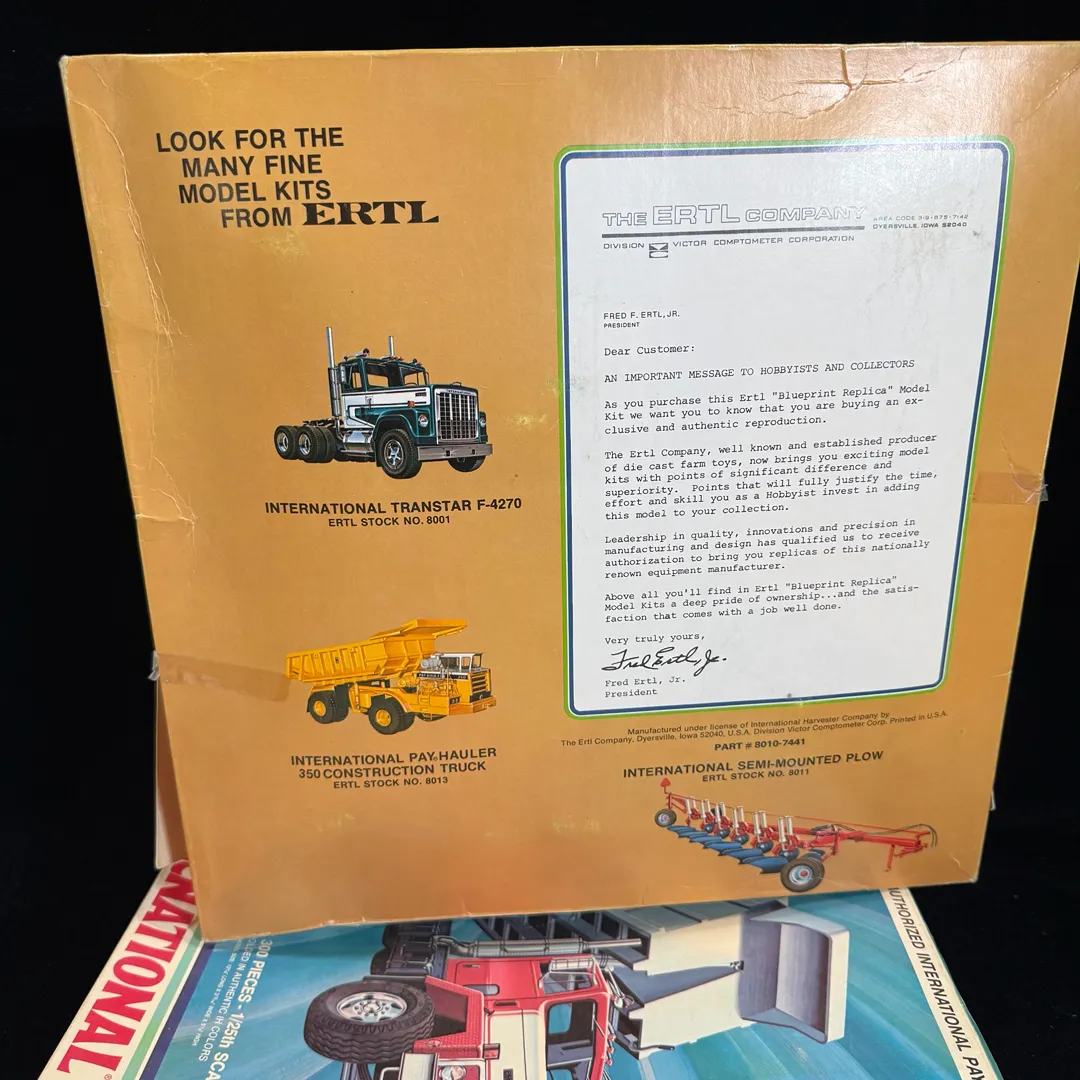 LOOK FOR THE
MANY FINE
MODEL KITS
FROM ERTL
INTERNATIONAL TRANSTAR F-4270
ERTL STOCK NO. 8001
INTERNATIONAL PAY HAULER
350 CONSTRUCTION TRUCK
ERTL STOCK NO. 8013
THE ERTL COMPANY
AREA CODE 319-875-7142
DYERSVILLE, IOWA 52040
DIVISION VICTOR COMPTOMETER CORPORATION
FRED F. ERTL, JR.
PRESIDENT
Dear Customer:
AN IMPORTANT MESSAGE TO HOBBYISTS AND COLLECTORS
As you purchase this Ertl "Blueprint Replica" Model
Kit we want you to know that you are buying an ex-
clusive and authentic reproduction.
The Ertl Company, well known and established producer
of die cast farm toys, now brings you exciting model
kits with points of significant difference and
superiority. Points that will fully justify the time,
effort and skill you as a Hobbyist invest in adding
this model to your collection.
Leadership in quality, innovations and precision in
manufacturing and design has qualified us to receive
authorization to bring you replicas of this nationally
renown equipment manufacturer.
Above all you'll find in Ertl "Blueprint Replica"
Model Kits a deep pride of ownership...and the satis-
faction that comes with a job well done.
Very truly yours,
Fred Ertl, Jr.
Fred Ertl, Jr.
President
Manufactured under license of International Harvester Company by
The Ertl Company, Dyersville, Iowa 52040, U.S.A. Division Victor Comptometer Corp. Printed in U.S.A.
PART # 8010-7441
INTERNATIONAL SEMI-MOUNTED PLOW
ERTL STOCK NO. 8011
NATIONAL
300 PIECES • 1/25th SCA
IN AUTHENTIC IH COLORS
UTHORIZED INTERNATIONAL PAY